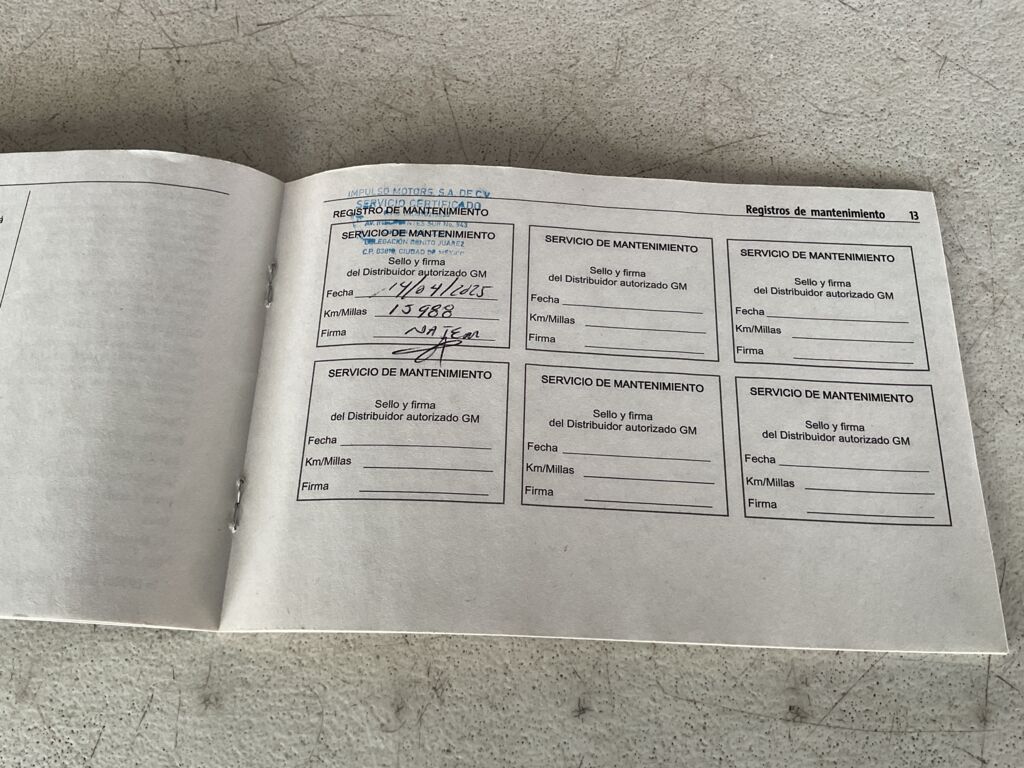 Registros de mantenimiento 13
IMPULSO MOTORS, S.A. DE C.V.
SERVICIO CERTIFICADO
REGISTRO DE MANTENIMIENTO
SERVICIO DE MANTENIMIENTO
DELEGACIÓN BENITO JUÁREZ
CIUDAD DE MÉXICO
Sello y firma
del Distribuidor autorizado GM
Fecha 14/04/2025
Km/Millas 15988
Firma
SERVICIO DE MANTENIMIENTO
Sello y firma
del Distribuidor autorizado GM
Fecha
Km/Millas
Firma
SERVICIO DE MANTENIMIENTO
Sello y firma
del Distribuidor autorizado GM
Fecha
Km/Millas
Firma
SERVICIO DE MANTENIMIENTO
Sello y firma
del Distribuidor autorizado GM
Fecha
Km/Millas
Firma
SERVICIO DE MANTENIMIENTO
Sello y firma
del Distribuidor autorizado GM
Fecha
Km/Millas
Firma
SERVICIO DE MANTENIMIENTO
Sello y firma
del Distribuidor autorizado GM
Fecha
Km/Millas
Firma